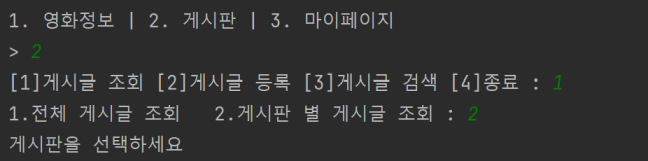 1. 영화정보 | 2. 게시판 | 3. 마이페이지
> 2
[1]게시글 조회 [2]게시글 등록 [3]게시글 검색 [4]종료 : 1
1.전체 게시글 조회   2.게시판 별 게시글 조회 : 2
게시판을 선택하세요